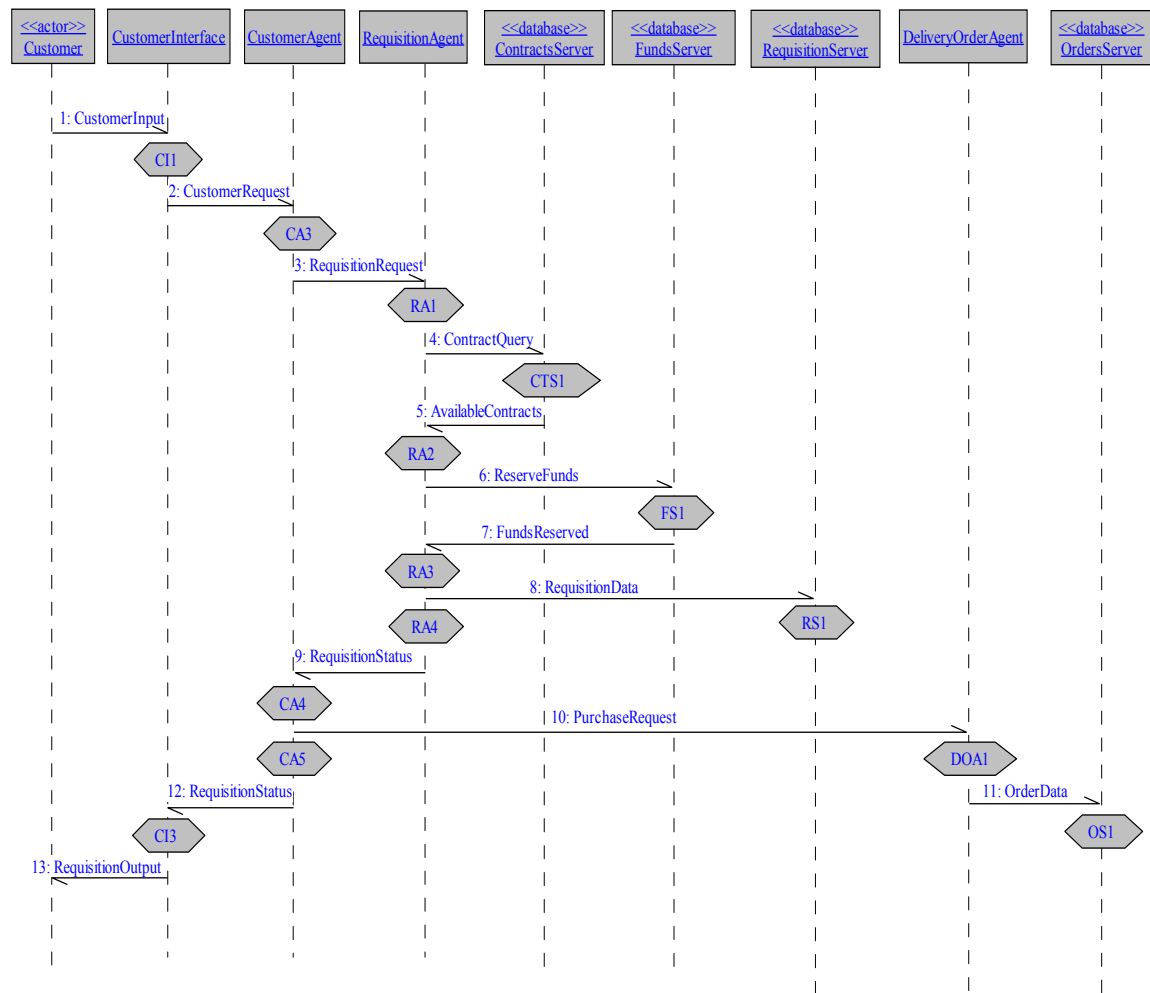 <<actor>>
Customer
CustomerInterface
CustomerAgent
RequisitionAgent
<<database>>
ContractsServer
<<database>>
FundsServer
<<database>>
RequisitionServer
DeliveryOrderAgent
<<database>>
OrdersServer
1: CustomerInput
CI1
2: CustomerRequest
CA3
3: RequisitionRequest
RA1
4: ContractQuery
CTS1
5: AvailableContracts
RA2
6: ReserveFunds
FS1
7: FundsReserved
RA3
8: RequisitionData
RA4
RS1
9: RequisitionStatus
CA4
10: PurchaseRequest
CA5
DOA1
12: RequisitionStatus
11: OrderData
CI3
OS1
13: RequisitionOutput